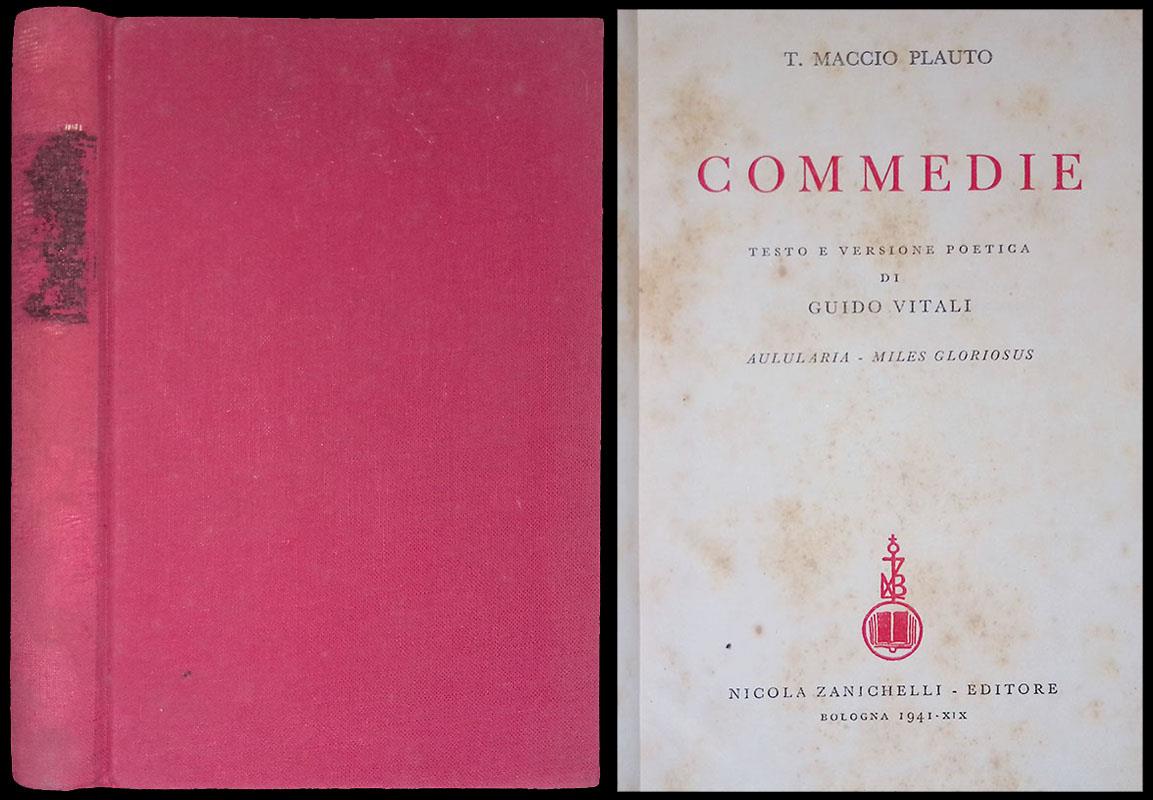 T. MACCIO PLAUTO
COMMEDIE
TESTO E VERSIONE POETICA
DI
GUIDO VITALI
AULULARIA - MILES GLORIOSUS
NICOLA ZANICHELLI - EDITORE
BOLOGNA 1941-XIX